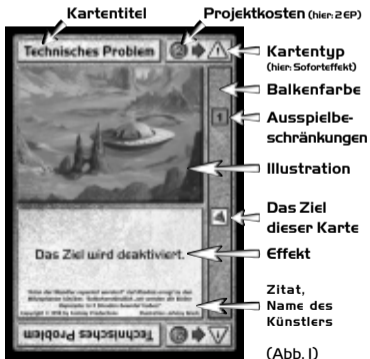 Kartentitel
Projektkosten (hier: 2EP)
Technisches Problem
2
Kartentyp
(hier: Soforteffekt)
Balkenfarbe
1
Ausspielbe-
schränkungen
Illustration
Das Ziel
dieser Karte
Das Ziel wird deaktiviert.
Effekt
Zitat,
Name des
Künstlers
Technisches Problem
(Abb. 1)